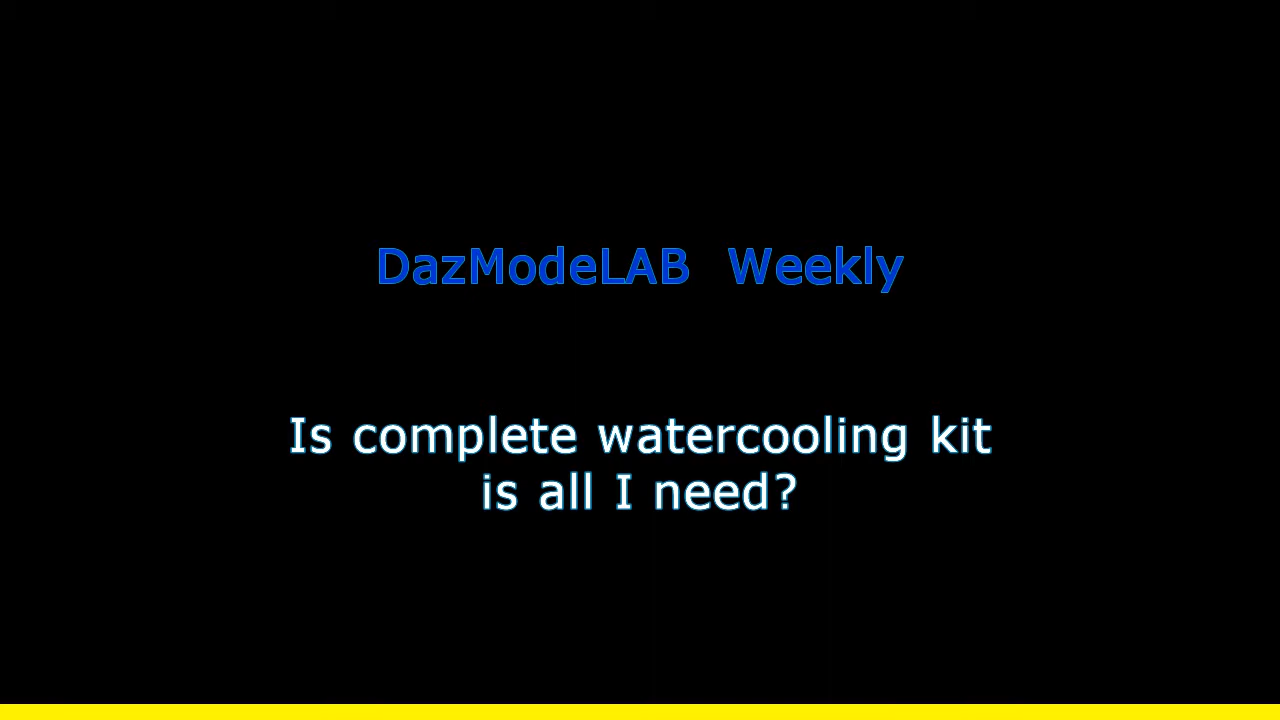 DazModeLAB Weekly
Is complete watercooling kit
is all I need?